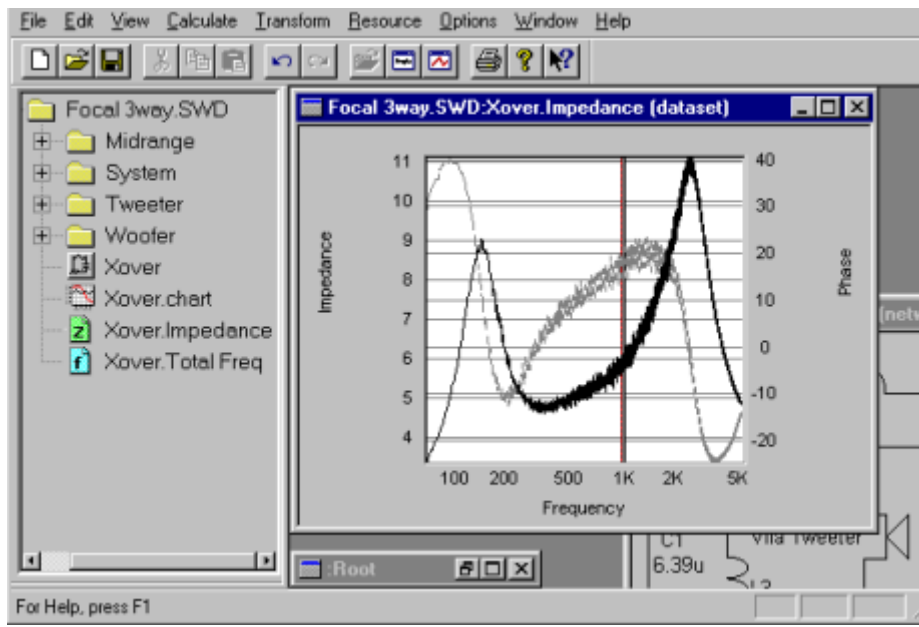 File Edit View Calculate Transform Resource Options Window Help
Focal 3way.SWD
Midrange
System
Tweeter
Woofer
Xover
Xover.chart
Xover.Impedance
Xover.Total Freq
Focal 3way.SWD:Xover.Impedance (dataset)
11
10
9
8
7
6
5
4
Impedance
40
30
20
10
0
-10
-20
Phase
100 200 500 1K 2K 5K
Frequency
(netw
C1
6.39u
Vifa Tweeter
L3
:Root
For Help, press F1